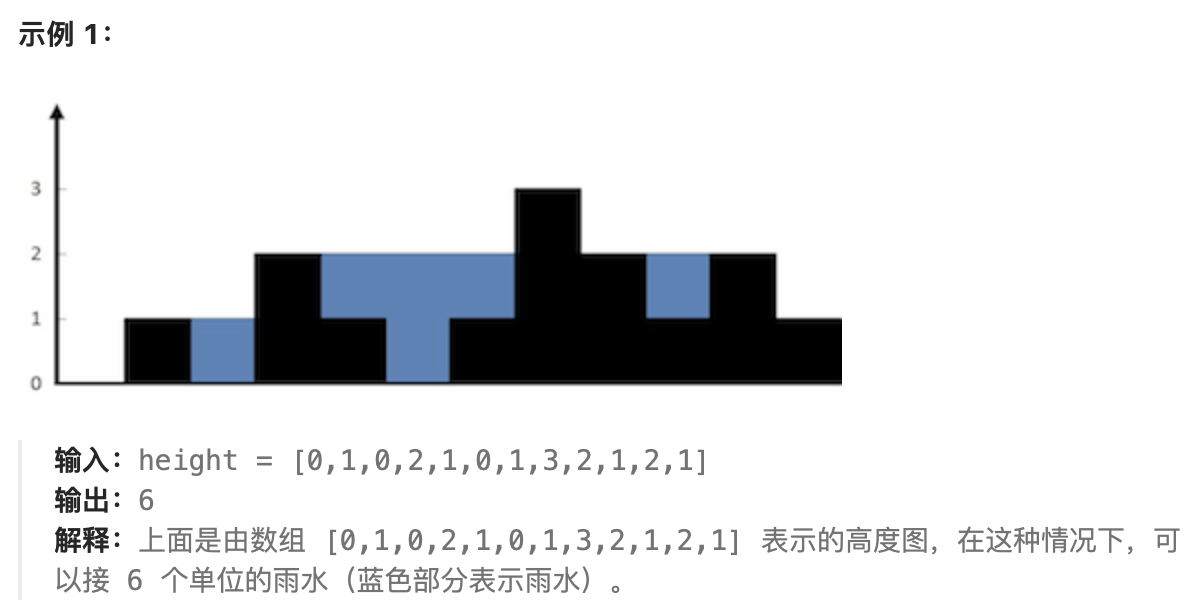 示例 1：
3
2
1
0
输入：height = [0,1,0,2,1,0,1,3,2,1,2,1]
输出：6
解释：上面是由数组 [0,1,0,2,1,0,1,3,2,1,2,1] 表示的高度图，在这种情况下，可
以接 6 个单位的雨水（蓝色部分表示雨水）。